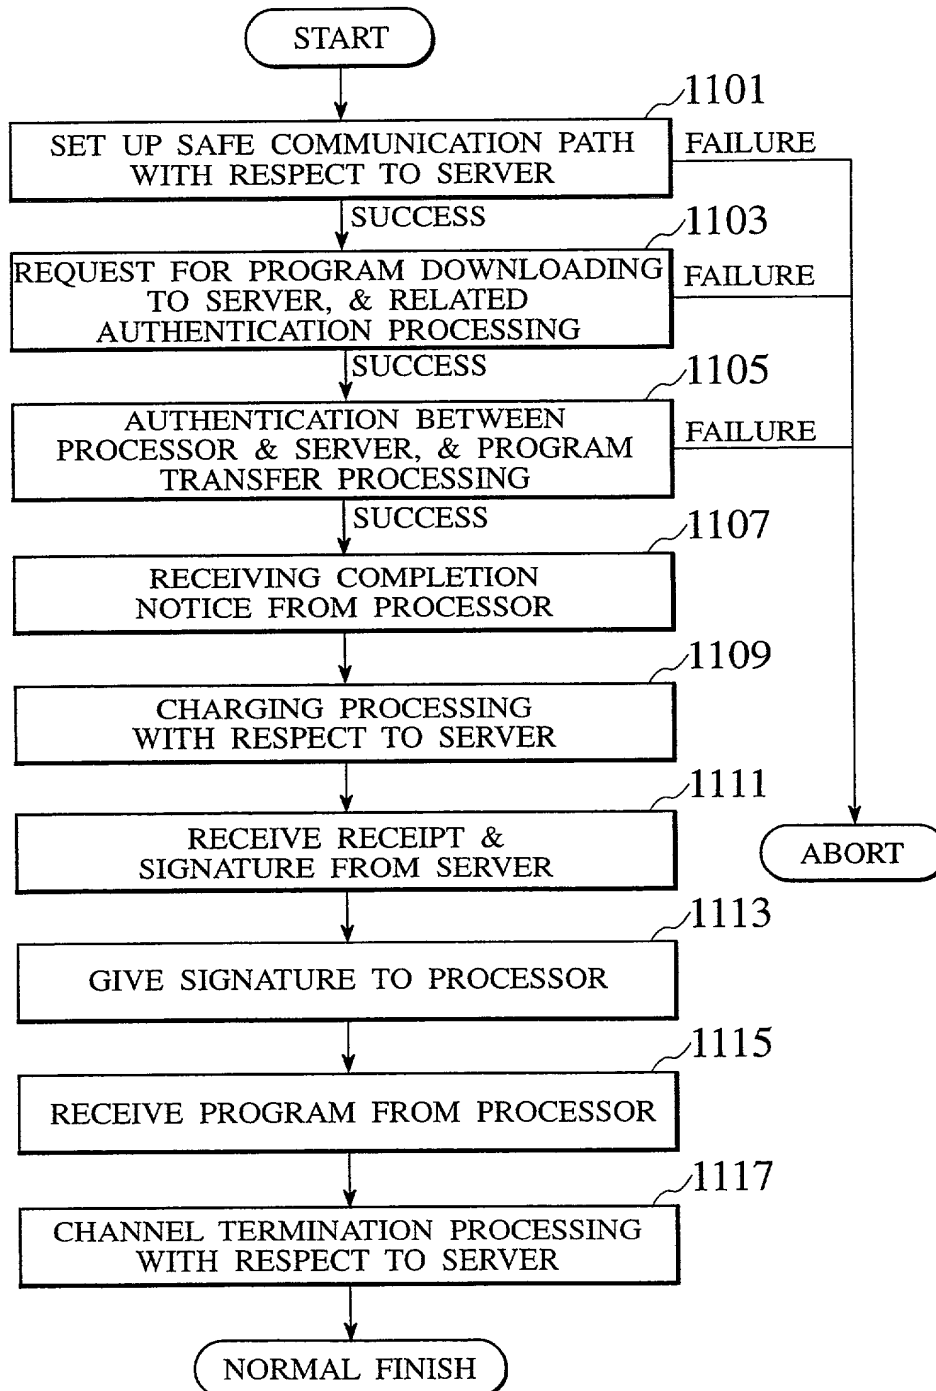 START
1101
SET UP SAFE COMMUNICATION PATH
WITH RESPECT TO SERVER
FAILURE
SUCCESS
1103
REQUEST FOR PROGRAM DOWNLOADING
TO SERVER, & RELATED
AUTHENTICATION PROCESSING
FAILURE
SUCCESS
1105
AUTHENTICATION BETWEEN
PROCESSOR & SERVER, & PROGRAM
TRANSFER PROCESSING
FAILURE
SUCCESS
1107
RECEIVING COMPLETION
NOTICE FROM PROCESSOR
1109
CHARGING PROCESSING
WITH RESPECT TO SERVER
1111
RECEIVE RECEIPT &
SIGNATURE FROM SERVER
ABORT
1113
GIVE SIGNATURE TO PROCESSOR
1115
RECEIVE PROGRAM FROM PROCESSOR
1117
CHANNEL TERMINATION PROCESSING
WITH RESPECT TO SERVER
NORMAL FINISH